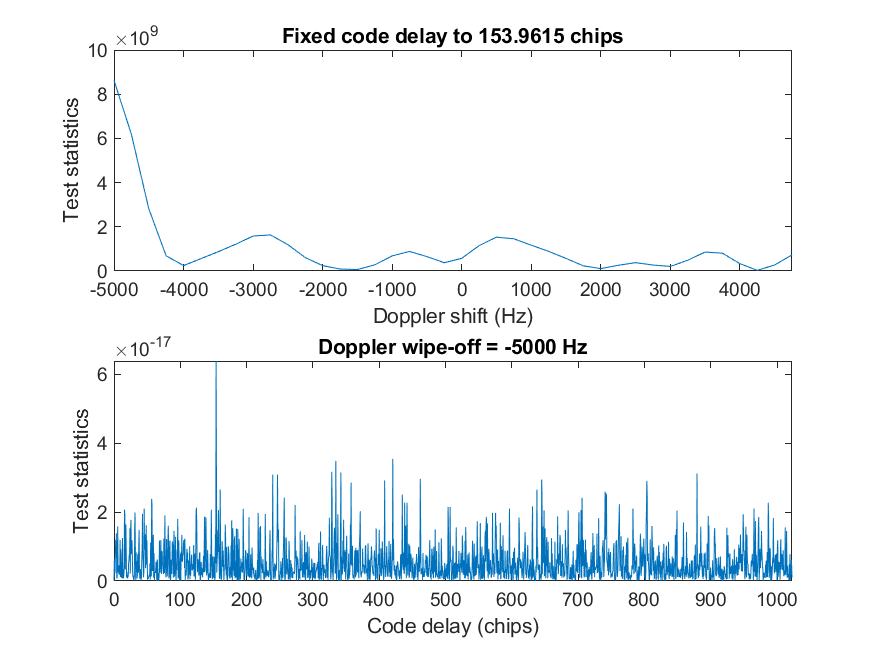 ×10^9
Fixed code delay to 153.9615 chips
10
8
6
4
2
0
Test statistics
-5000 -4000 -3000 -2000 -1000 0 1000 2000 3000 4000
Doppler shift (Hz)
×10^-17
Doppler wipe-off = -5000 Hz
6
4
2
0
Test statistics
0 100 200 300 400 500 600 700 800 900 1000
Code delay (chips)